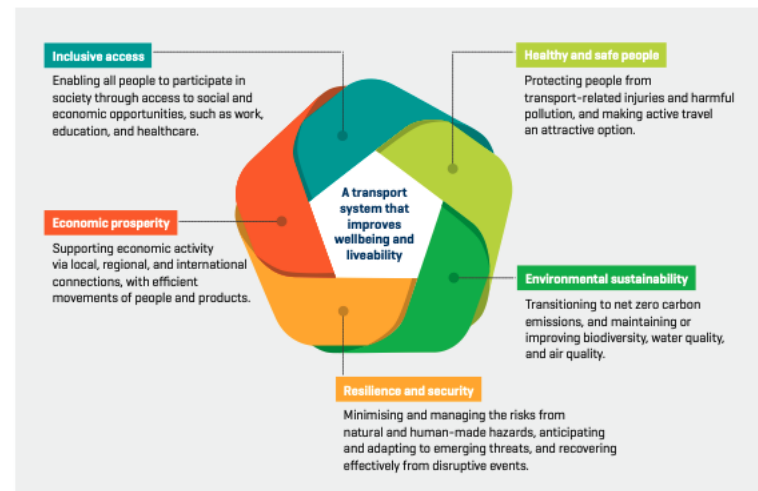 Inclusive access
Enabling all people to participate in
society through access to social and
economic opportunities, such as work,
education, and healthcare.
Healthy and safe people
Protecting people from
transport-related injuries and harmful
pollution, and making active travel
an attractive option.
A transport
system that
improves
wellbeing and
liveability
Economic prosperity
Supporting economic activity
via local, regional, and international
connections, with efficient
movements of people and products.
Environmental sustainability
Transitioning to net zero carbon
emissions, and maintaining or
improving biodiversity, water quality,
and air quality.
Resilience and security
Minimising and managing the risks from
natural and human-made hazards, anticipating
and adapting to emerging threats, and recovering
effectively from disruptive events.